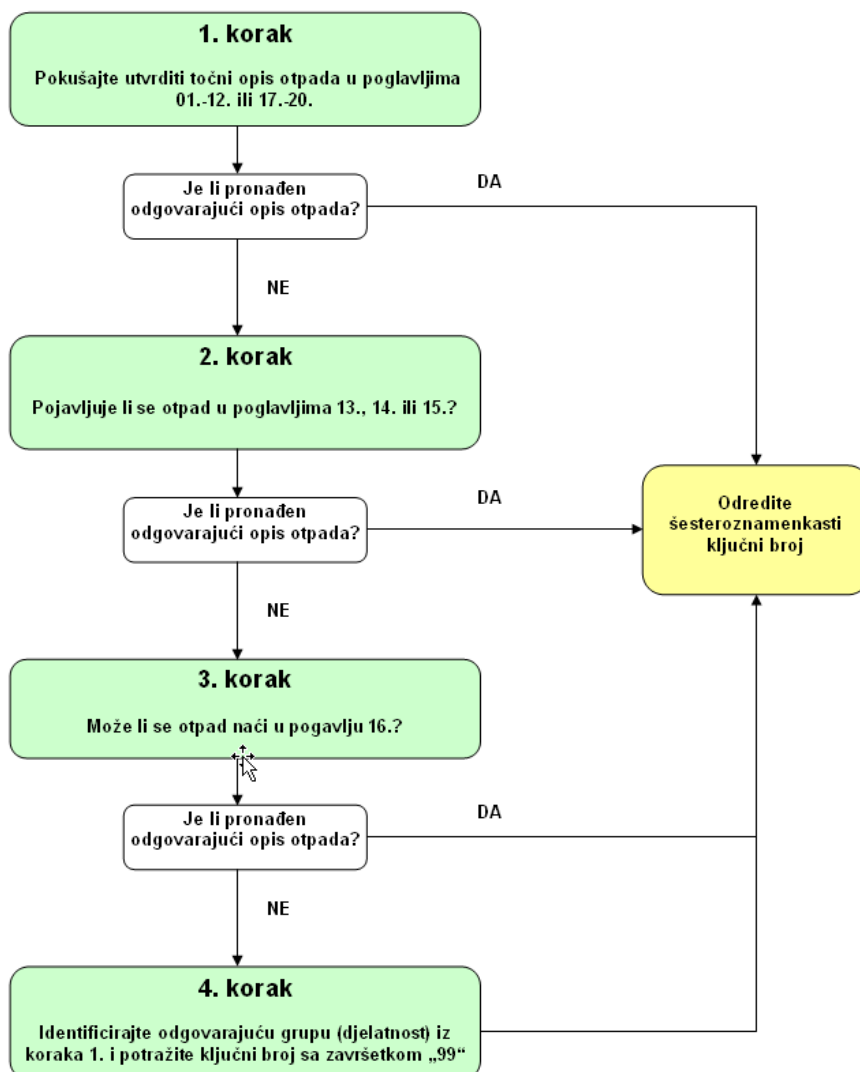 1. korak
Pokušajte utvrditi točni opis otpada u poglavljima
01.-12. ili 17.-20.
Je li pronađen
odgovarajući opis otpada?
DA
NE
2. korak
Pojavljuje li se otpad u poglavljima 13., 14. ili 15.?
Je li pronađen
odgovarajući opis otpada?
DA
Odredite
šesteroznamenkasti
ključni broj
NE
3. korak
Može li se otpad naći u pogavlju 16.?
Je li pronađen
odgovarajući opis otpada?
DA
NE
4. korak
Identificirajte odgovarajuću grupu (djelatnost) iz
koraka 1. i potražite ključni broj sa završetkom „99“